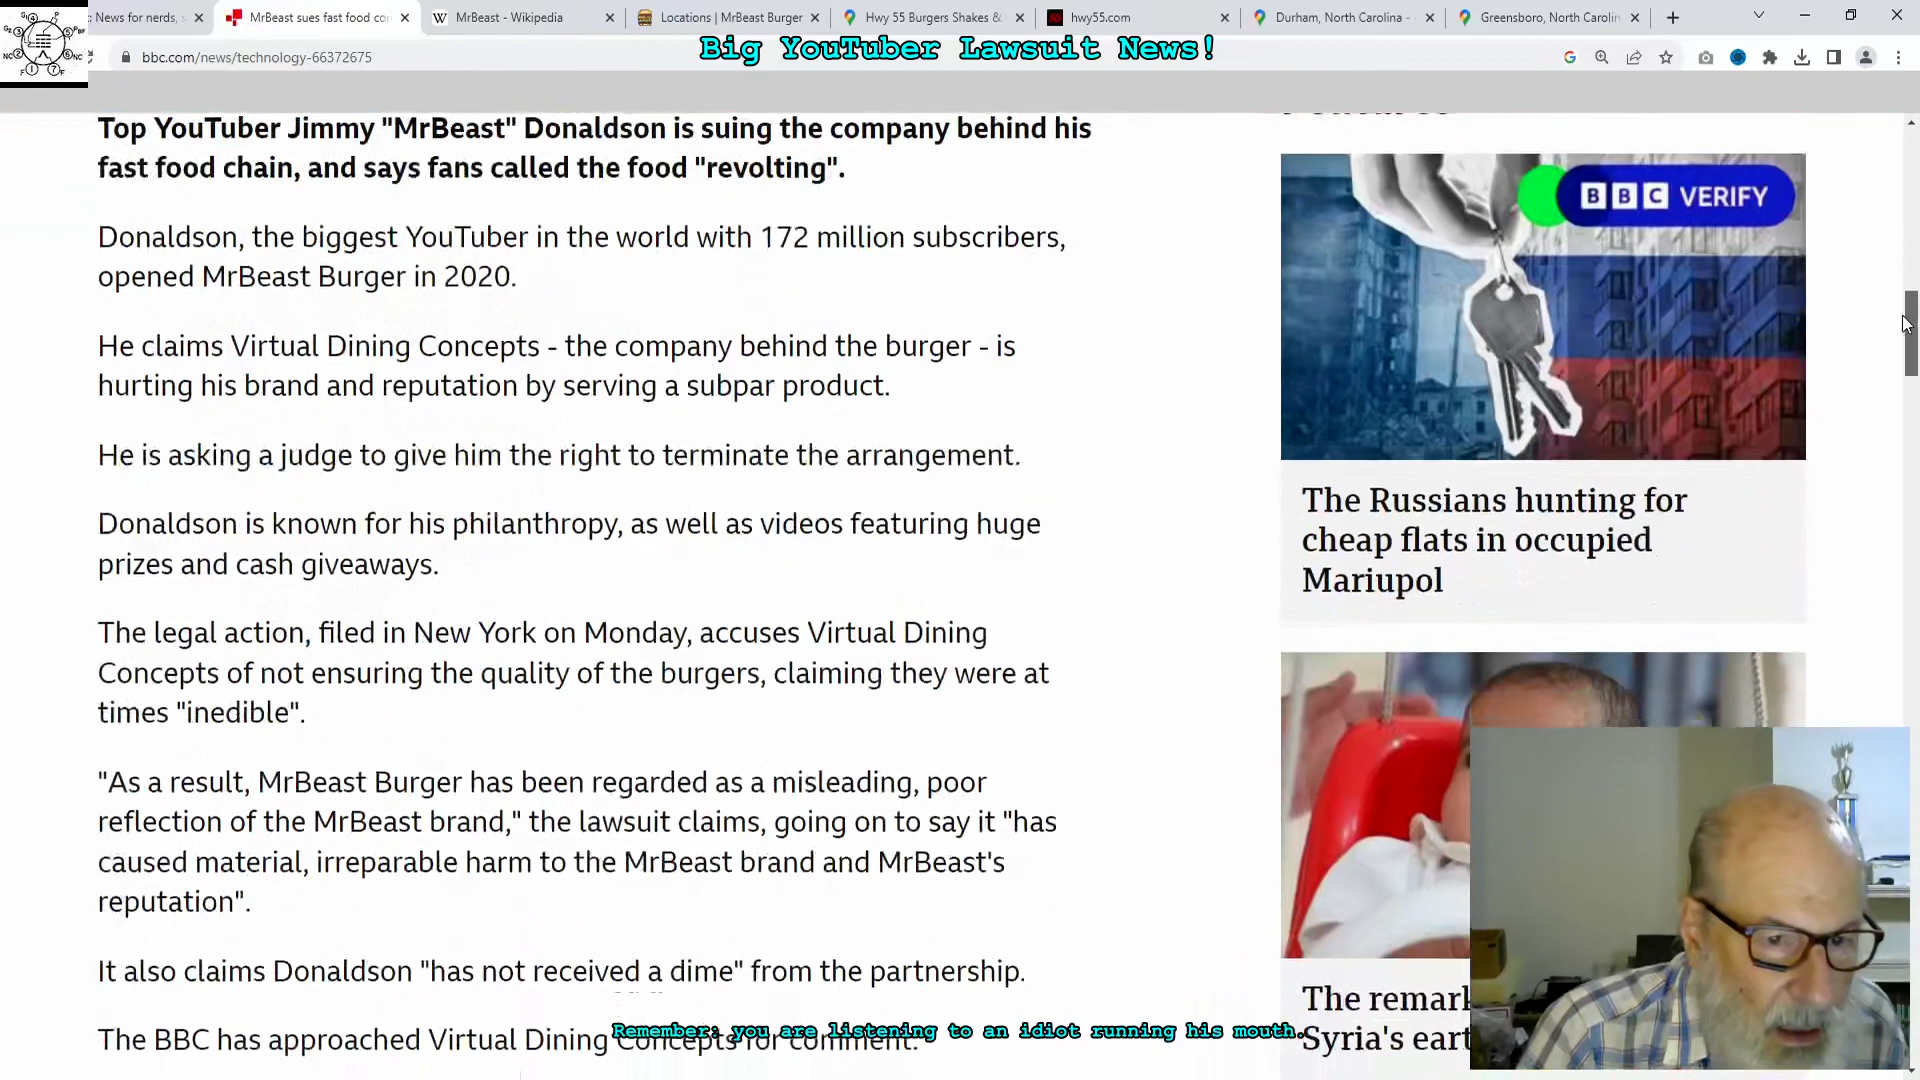 : News for nerds, s
MrBeast sues fast food co
MrBeast - Wikipedia
Locations | MrBeast Burger
Hwy 55 Burgers Shakes &
hwy55.com
Durham, North Carolina -
Greensboro, North Carolin
bbc.com/news/technology-66372675
Big YouTuber Lawsuit News!
Top YouTuber Jimmy "MrBeast" Donaldson is suing the company behind his
fast food chain, and says fans called the food "revolting".
Donaldson, the biggest YouTuber in the world with 172 million subscribers,
opened MrBeast Burger in 2020.
He claims Virtual Dining Concepts - the company behind the burger - is
hurting his brand and reputation by serving a subpar product.
He is asking a judge to give him the right to terminate the arrangement.
Donaldson is known for his philanthropy, as well as videos featuring huge
prizes and cash giveaways.
The legal action, filed in New York on Monday, accuses Virtual Dining
Concepts of not ensuring the quality of the burgers, claiming they were at
times "inedible".
"As a result, MrBeast Burger has been regarded as a misleading, poor
reflection of the MrBeast brand," the lawsuit claims, going on to say it "has
caused material, irreparable harm to the MrBeast brand and MrBeast's
reputation".
It also claims Donaldson "has not received a dime" from the partnership.
The BBC has approached Virtual Dining Concepts for comment.
Remember: you are listening to an idiot running his mouth.
BBC VERIFY
The Russians hunting for
cheap flats in occupied
Mariupol
The remark
Syria's eart